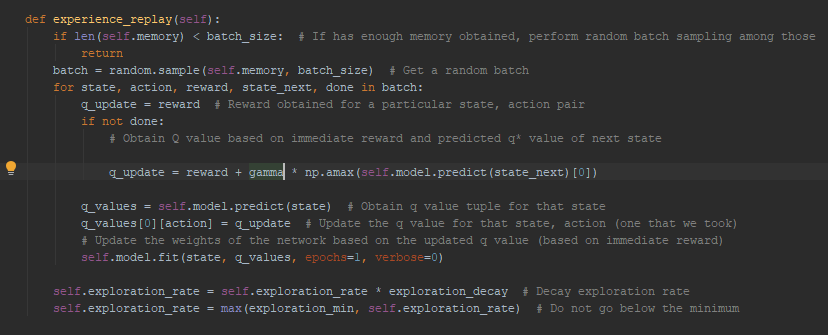 def experience_replay(self):
    if len(self.memory) < batch_size:  # If has enough memory obtained, perform random batch sampling among those
        return
    batch = random.sample(self.memory, batch_size)  # Get a random batch
    for state, action, reward, state_next, done in batch:
        q_update = reward  # Reward obtained for a particular state, action pair
        if not done:
            # Obtain Q value based on immediate reward and predicted q* value of next state
            q_update = reward + gamma * np.amax(self.model.predict(state_next)[0])
        q_values = self.model.predict(state)  # Obtain q value tuple for that state
        q_values[0][action] = q_update  # Update the q value for that state, action (one that we took)
        # Update the weights of the network based on the updated q value (based on immediate reward)
        self.model.fit(state, q_values, epochs=1, verbose=0)
    self.exploration_rate = self.exploration_rate * exploration_decay  # Decay exploration rate
    self.exploration_rate = max(exploration_min, self.exploration_rate)  # Do not go below the minimum